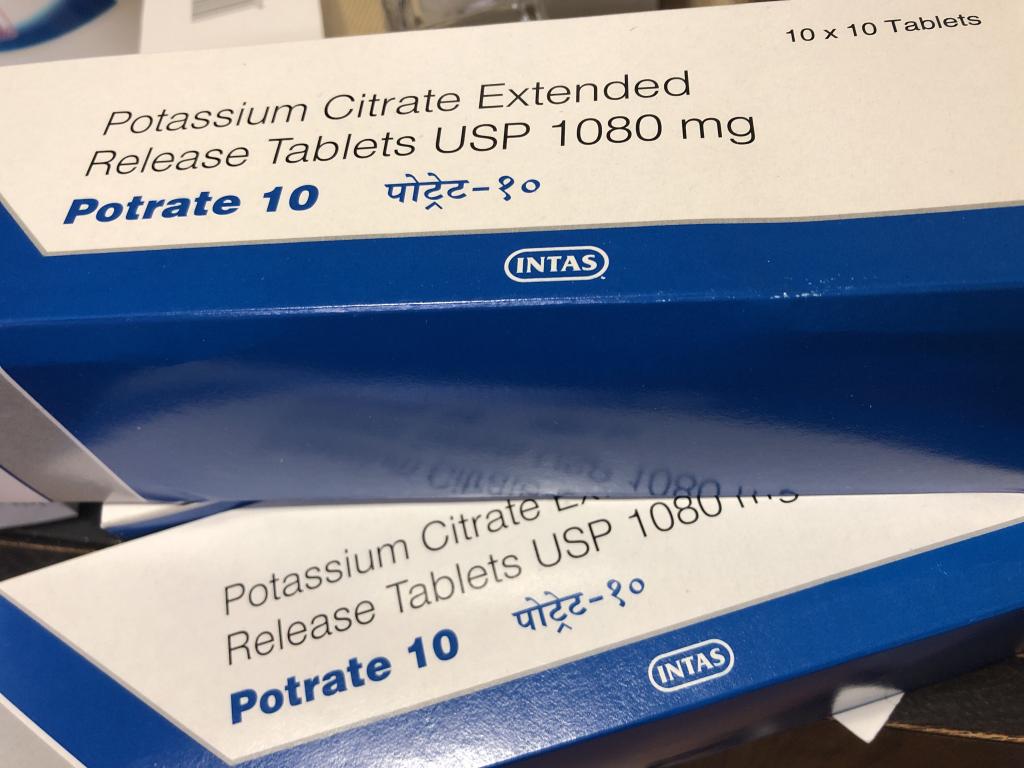 10 x 10 Tablets
Potassium Citrate Extended
Release Tablets USP 1080 mg
Potrate 10 पोट्रेट-१०
INTAS
Potassium Citrate
Release Tablets USP 1080
Potrate 10 पोट्रेट-१०
INTAS